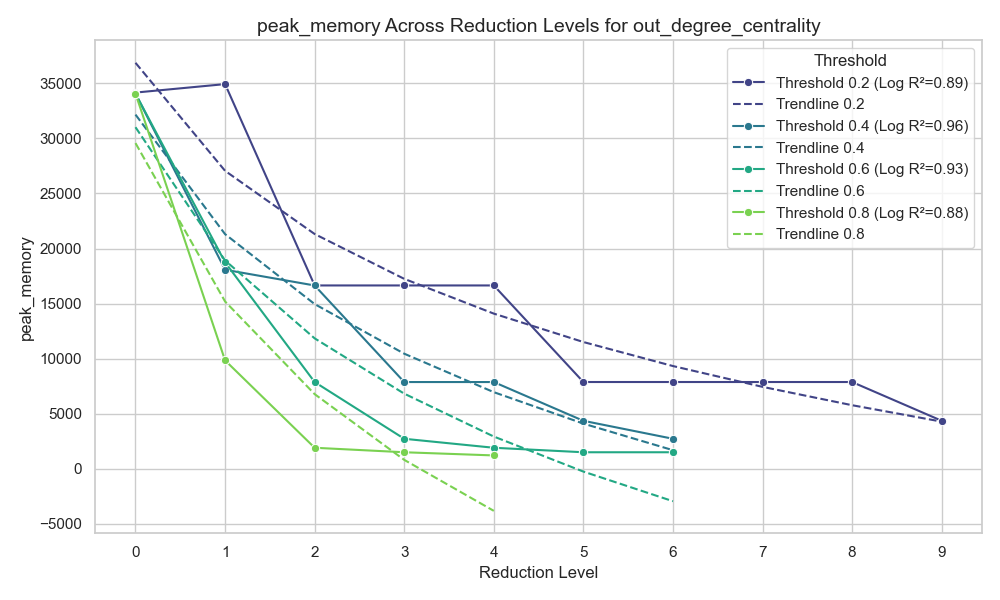 peak_memory Across Reduction Levels for out_degree_centrality
Threshold
Threshold 0.2 (Log R²=0.89)
Trendline 0.2
Threshold 0.4 (Log R²=0.96)
Trendline 0.4
Threshold 0.6 (Log R²=0.93)
Trendline 0.6
Threshold 0.8 (Log R²=0.88)
Trendline 0.8
peak_memory
35000
30000
25000
20000
15000
10000
5000
0
−5000
0 1 2 3 4 5 6 7 8 9
Reduction Level